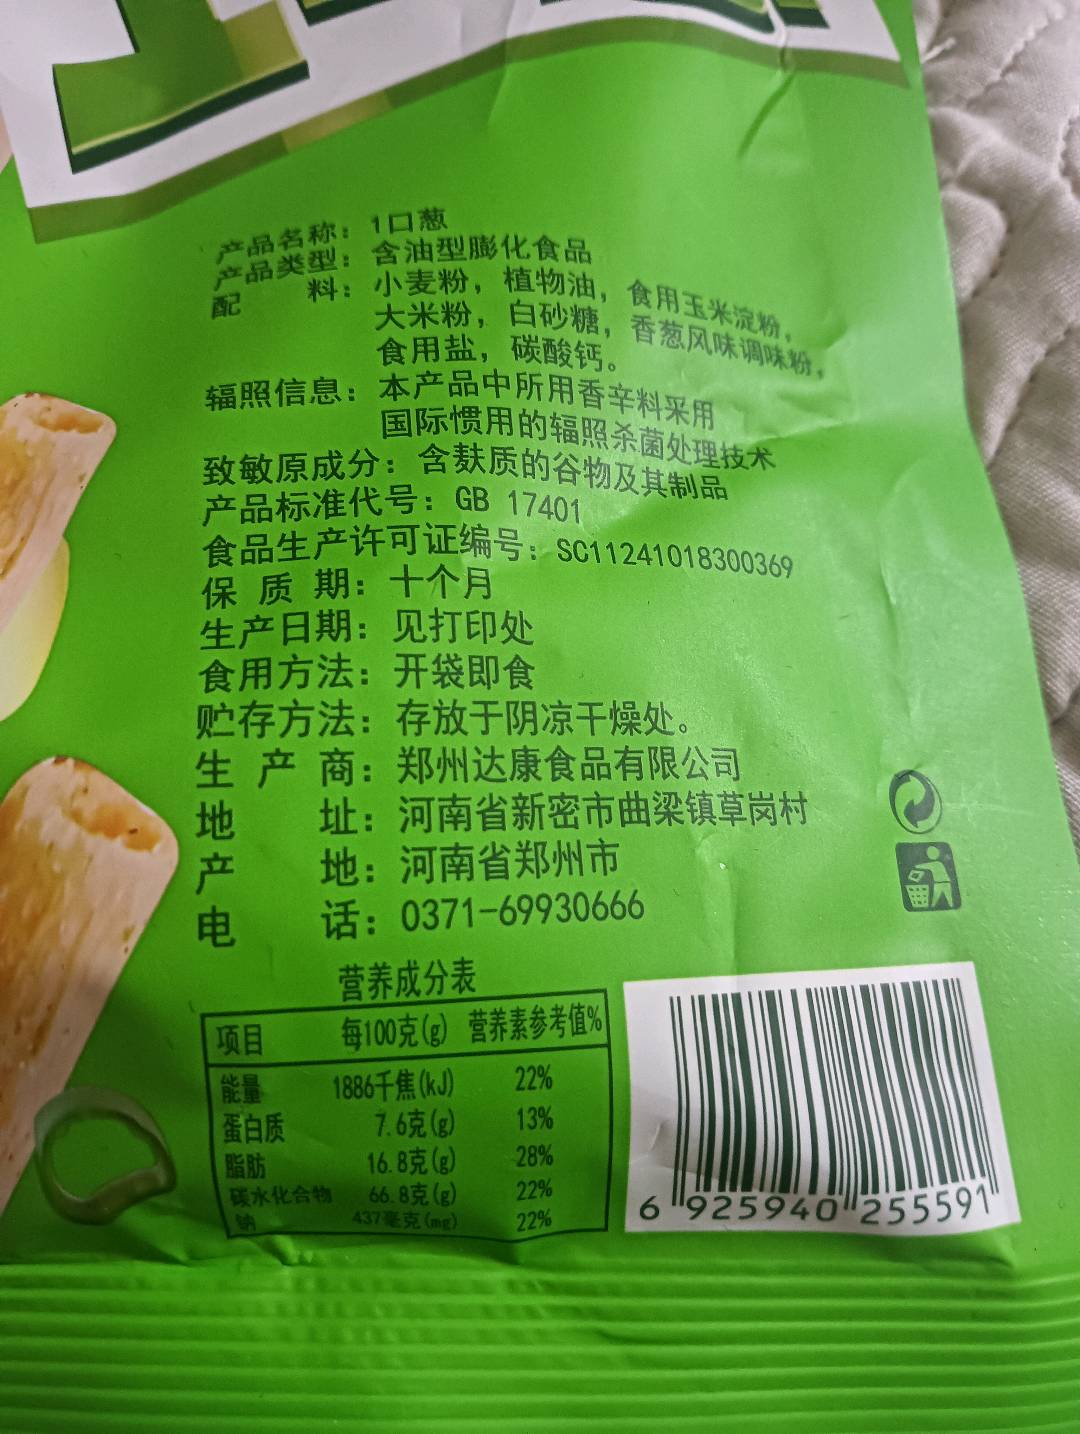 产品名称：1口葱
产品类型：含油型膨化食品
配料：小麦粉，植物油，食用玉米淀粉，
大米粉，白砂糖，香葱风味调味粉，
食用盐，碳酸钙。
辐照信息：本产品中所用香辛料采用
国际惯用的辐照杀菌处理技术
致敏原成分：含麸质的谷物及其制品
产品标准代号：GB 17401
食品生产许可证编号：SC11241018300369
保质期：十个月
生产日期：见打印处
食用方法：开袋即食
贮存方法：存放于阴凉干燥处。
生产商：郑州达康食品有限公司
地址：河南省新密市曲梁镇草岗村
产地：河南省郑州市
电话：0371-69930666
营养成分表
项目 每100克(g) 营养素参考值%
能量 1886千焦(kJ) 22%
蛋白质 7.6克(g) 13%
脂肪 16.8克(g) 28%
碳水化合物 66.8克(g) 22%
钠 437毫克(mg) 22%
6 925940 255591